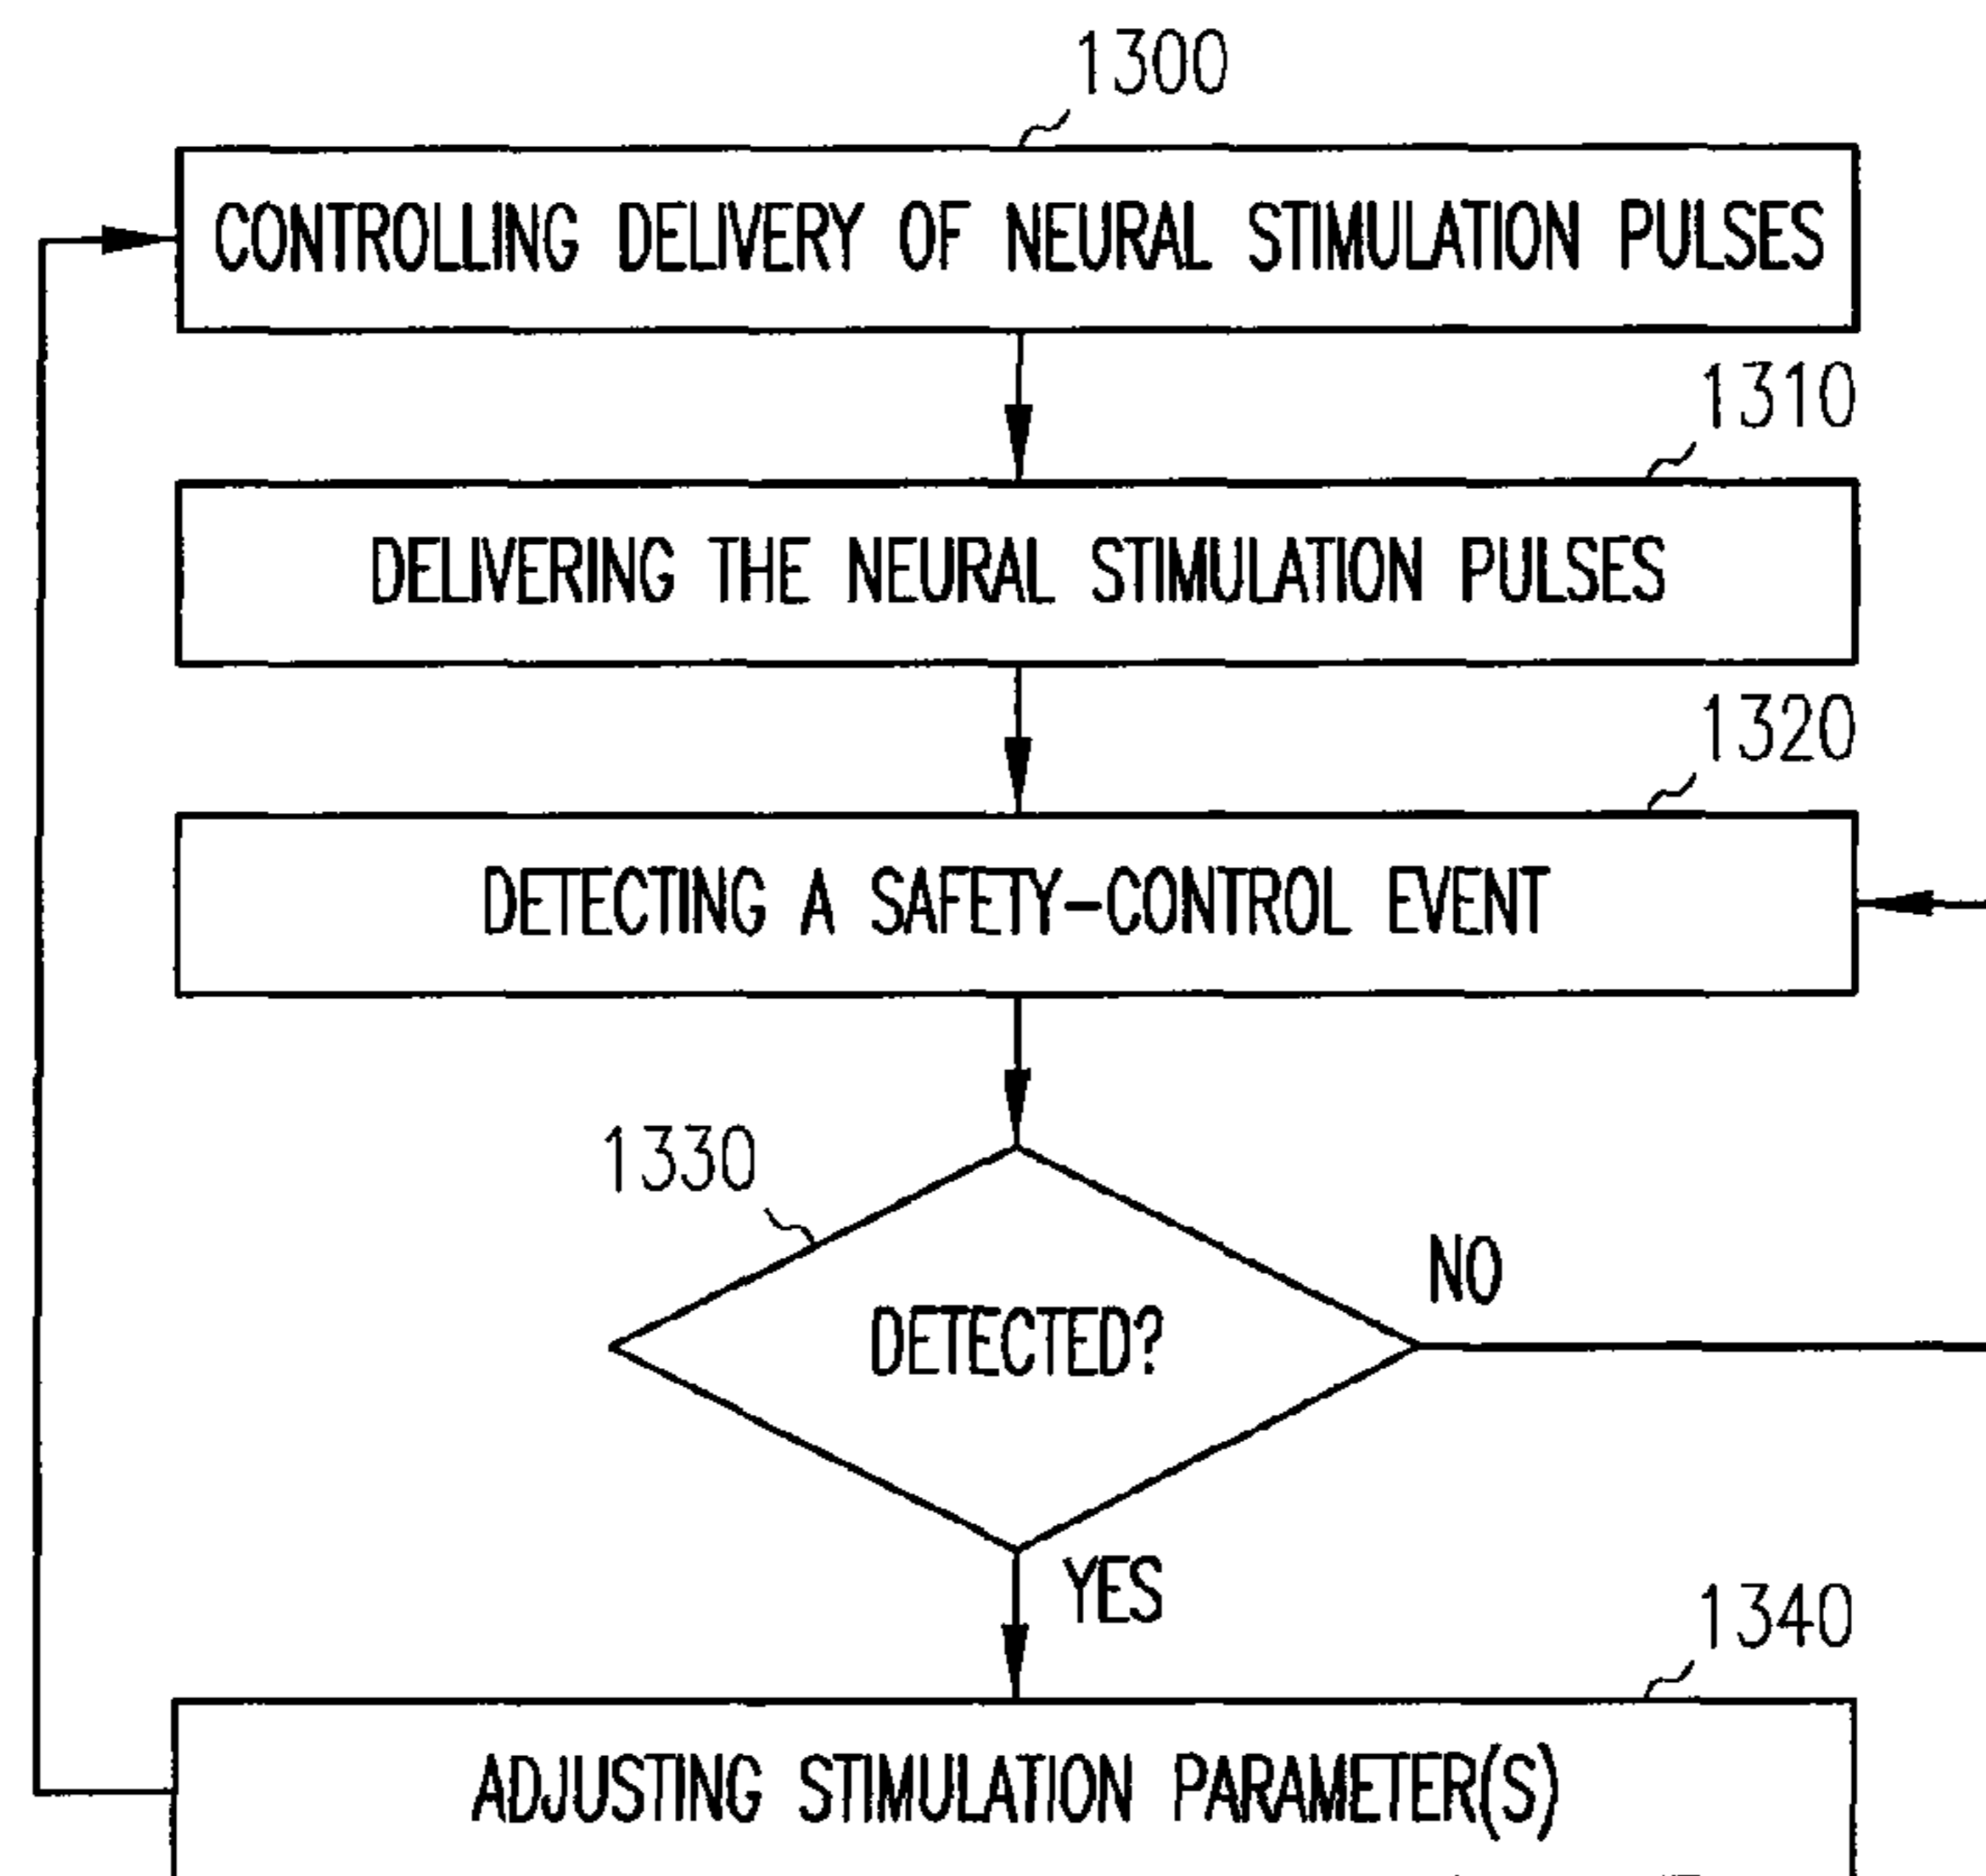 1300
CONTROLLING DELIVERY OF NEURAL STIMULATION PULSES
1310
DELIVERING THE NEURAL STIMULATION PULSES
1320
DETECTING A SAFETY-CONTROL EVENT
1330
DETECTED?
NO
YES
1340
ADJUSTING STIMULATION PARAMETER(S)